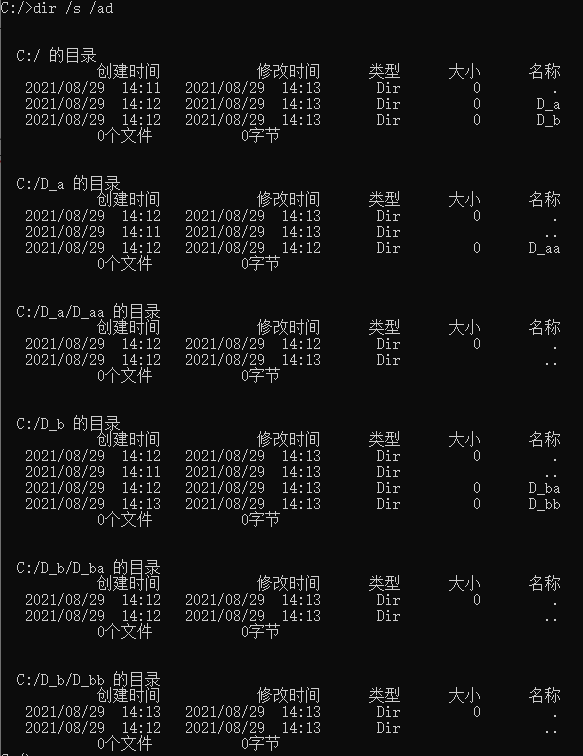 C:/>dir /s /ad
C:/ 的目录
创建时间 修改时间 类型 大小 名称
2021/08/29 14:11 2021/08/29 14:13 Dir 0 .
2021/08/29 14:12 2021/08/29 14:13 Dir 0 D_a
2021/08/29 14:12 2021/08/29 14:13 Dir 0 D_b
0个文件 0字节
C:/D_a 的目录
创建时间 修改时间 类型 大小 名称
2021/08/29 14:12 2021/08/29 14:13 Dir 0 .
2021/08/29 14:11 2021/08/29 14:13 Dir ..
2021/08/29 14:12 2021/08/29 14:12 Dir 0 D_aa
0个文件 0字节
C:/D_a/D_aa 的目录
创建时间 修改时间 类型 大小 名称
2021/08/29 14:12 2021/08/29 14:12 Dir 0 .
2021/08/29 14:12 2021/08/29 14:13 Dir ..
0个文件 0字节
C:/D_b 的目录
创建时间 修改时间 类型 大小 名称
2021/08/29 14:12 2021/08/29 14:13 Dir 0 .
2021/08/29 14:11 2021/08/29 14:13 Dir ..
2021/08/29 14:12 2021/08/29 14:13 Dir 0 D_ba
2021/08/29 14:13 2021/08/29 14:13 Dir 0 D_bb
0个文件 0字节
C:/D_b/D_ba 的目录
创建时间 修改时间 类型 大小 名称
2021/08/29 14:12 2021/08/29 14:13 Dir 0 .
2021/08/29 14:12 2021/08/29 14:13 Dir ..
0个文件 0字节
C:/D_b/D_bb 的目录
创建时间 修改时间 类型 大小 名称
2021/08/29 14:13 2021/08/29 14:13 Dir 0 .
2021/08/29 14:12 2021/08/29 14:13 Dir ..
0个文件 0字节